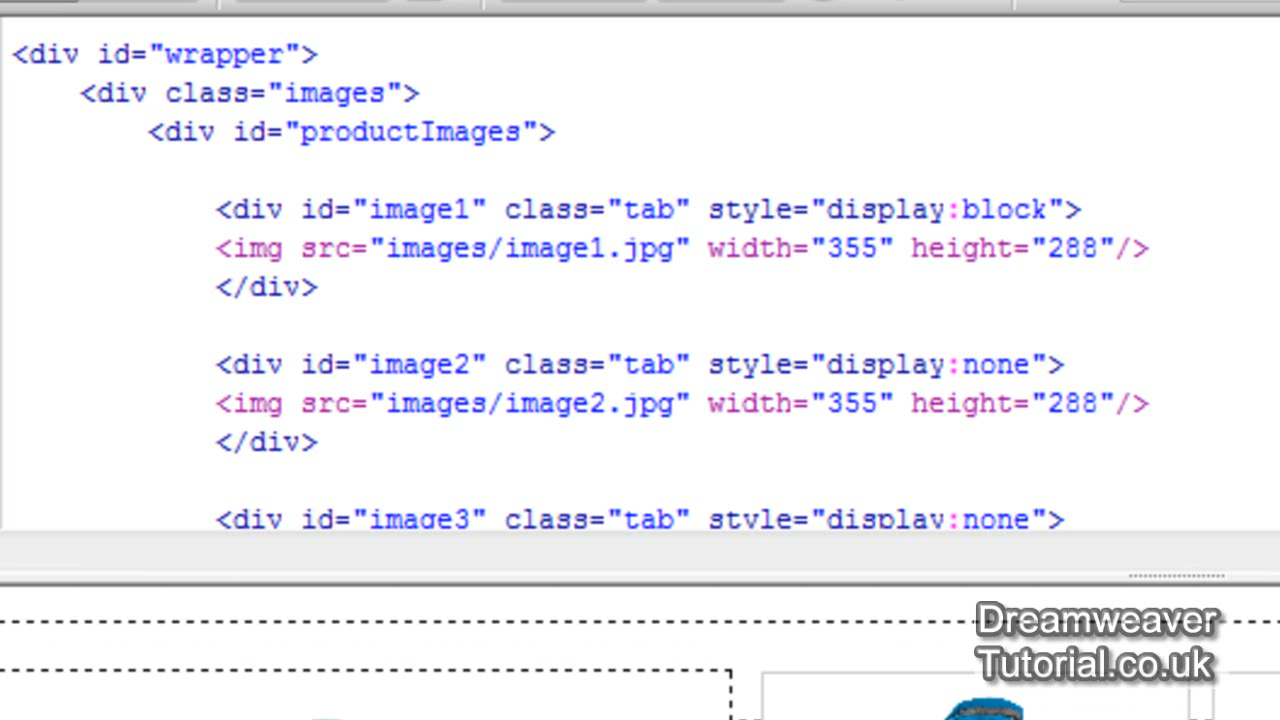 <div id="wrapper">
<div class="images">
<div id="productImages">
<div id="image1" class="tab" style="display:block">
<img src="images/image1.jpg" width="355" height="288"/>
</div>
<div id="image2" class="tab" style="display:none">
<img src="images/image2.jpg" width="355" height="288"/>
</div>
<div id="image3" class="tab" style="display:none">
Dreamweaver
Tutorial.co.uk